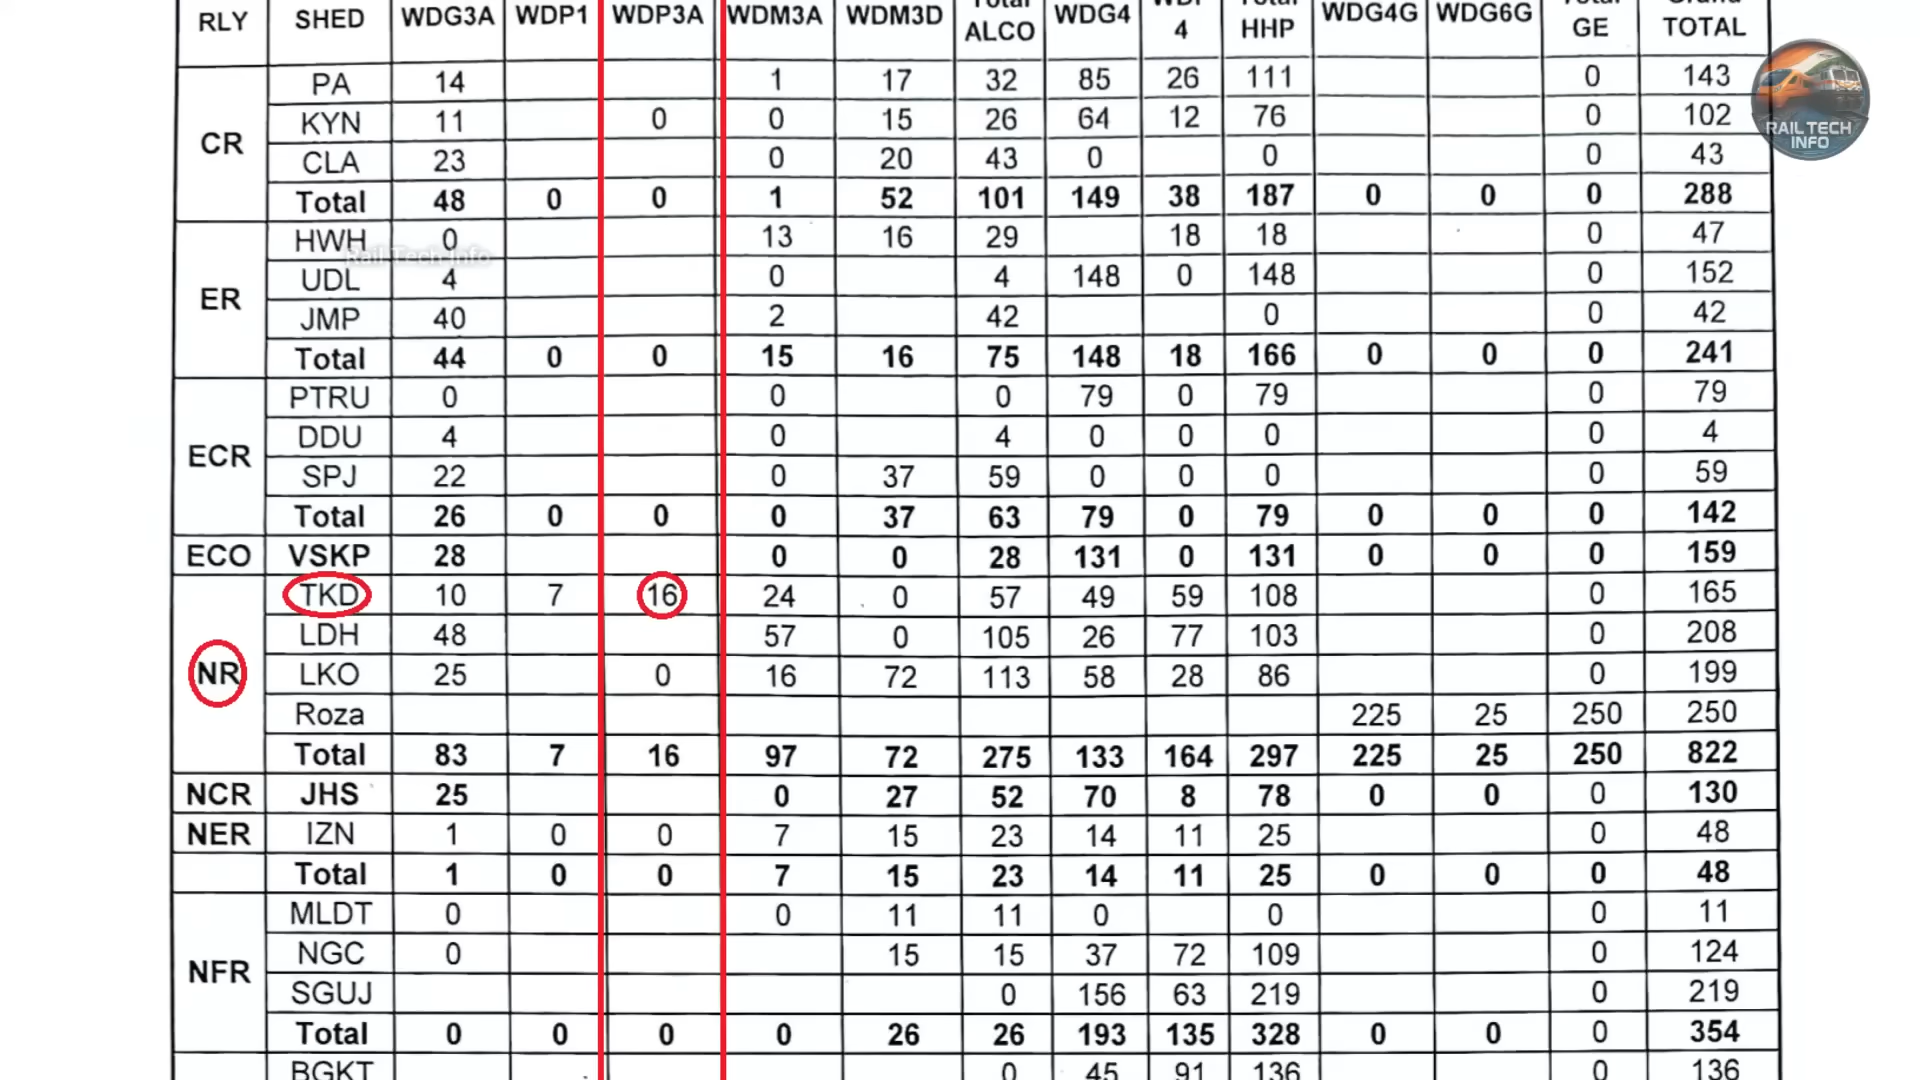 RLY SHED WDG3A WDP1 WDP3A WDM3A WDM3D Total ALCO WDG4 WDP 4 Total HHP WDG4G WDG6G Total GE Grand TOTAL
CR PA 14 1 17 32 85 26 111 0 143
KYN 11 0 0 15 26 64 12 76 0 102
CLA 23 0 20 43 0 0 0 43
Total 48 0 0 1 52 101 149 38 187 0 0 0 288
ER HWH 0 13 16 29 18 18 0 47
UDL 4 0 4 148 0 148 0 152
JMP 40 2 42 0 0 42
Total 44 0 0 15 16 75 148 18 166 0 0 0 241
ECR PTRU 0 0 0 79 0 79 0 79
DDU 4 0 4 0 0 0 0 4
SPJ 22 0 37 59 0 0 0 0 59
Total 26 0 0 0 37 63 79 0 79 0 0 0 142
ECO VSKP 28 0 0 28 131 0 131 0 0 0 159
NR TKD 10 7 16 24 0 57 49 59 108 0 165
LDH 48 57 0 105 26 77 103 0 208
LKO 25 0 16 72 113 58 28 86 0 199
Roza 225 25 250 250
Total 83 7 16 97 72 275 133 164 297 225 25 250 822
NCR JHS 25 0 27 52 70 8 78 0 0 0 130
NER IZN 1 0 0 7 15 23 14 11 25 0 48
Total 1 0 0 7 15 23 14 11 25 0 0 0 48
NFR MLDT 0 0 11 11 0 0 0 11
NGC 0 15 15 37 72 109 0 124
SGUJ 0 156 63 219 0 219
Total 0 0 0 0 26 26 193 135 328 0 0 0 354
BGKT 0 45 91 136 0 136
RAIL TECH
INFO
Rail Tech Info